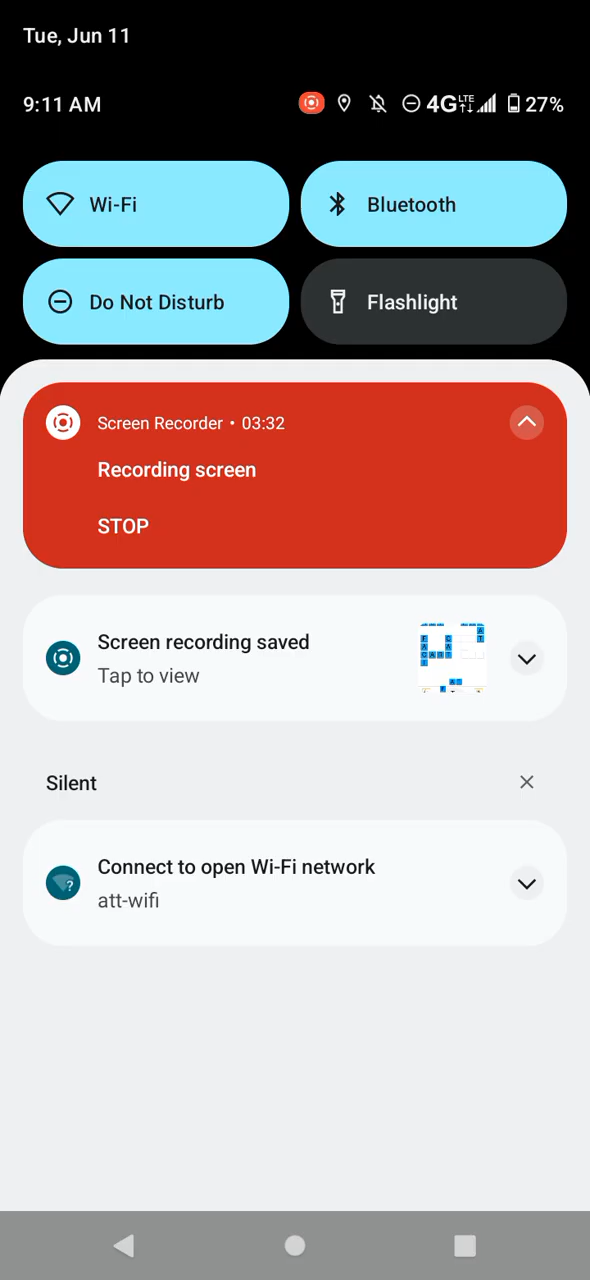 Tue, Jun 11
9:11 AM 4G LTE 27%
Wi-Fi Bluetooth
Do Not Disturb Flashlight
Screen Recorder • 03:32
Recording screen
STOP
Screen recording saved
Tap to view
Silent
Connect to open Wi-Fi network
att-wifi